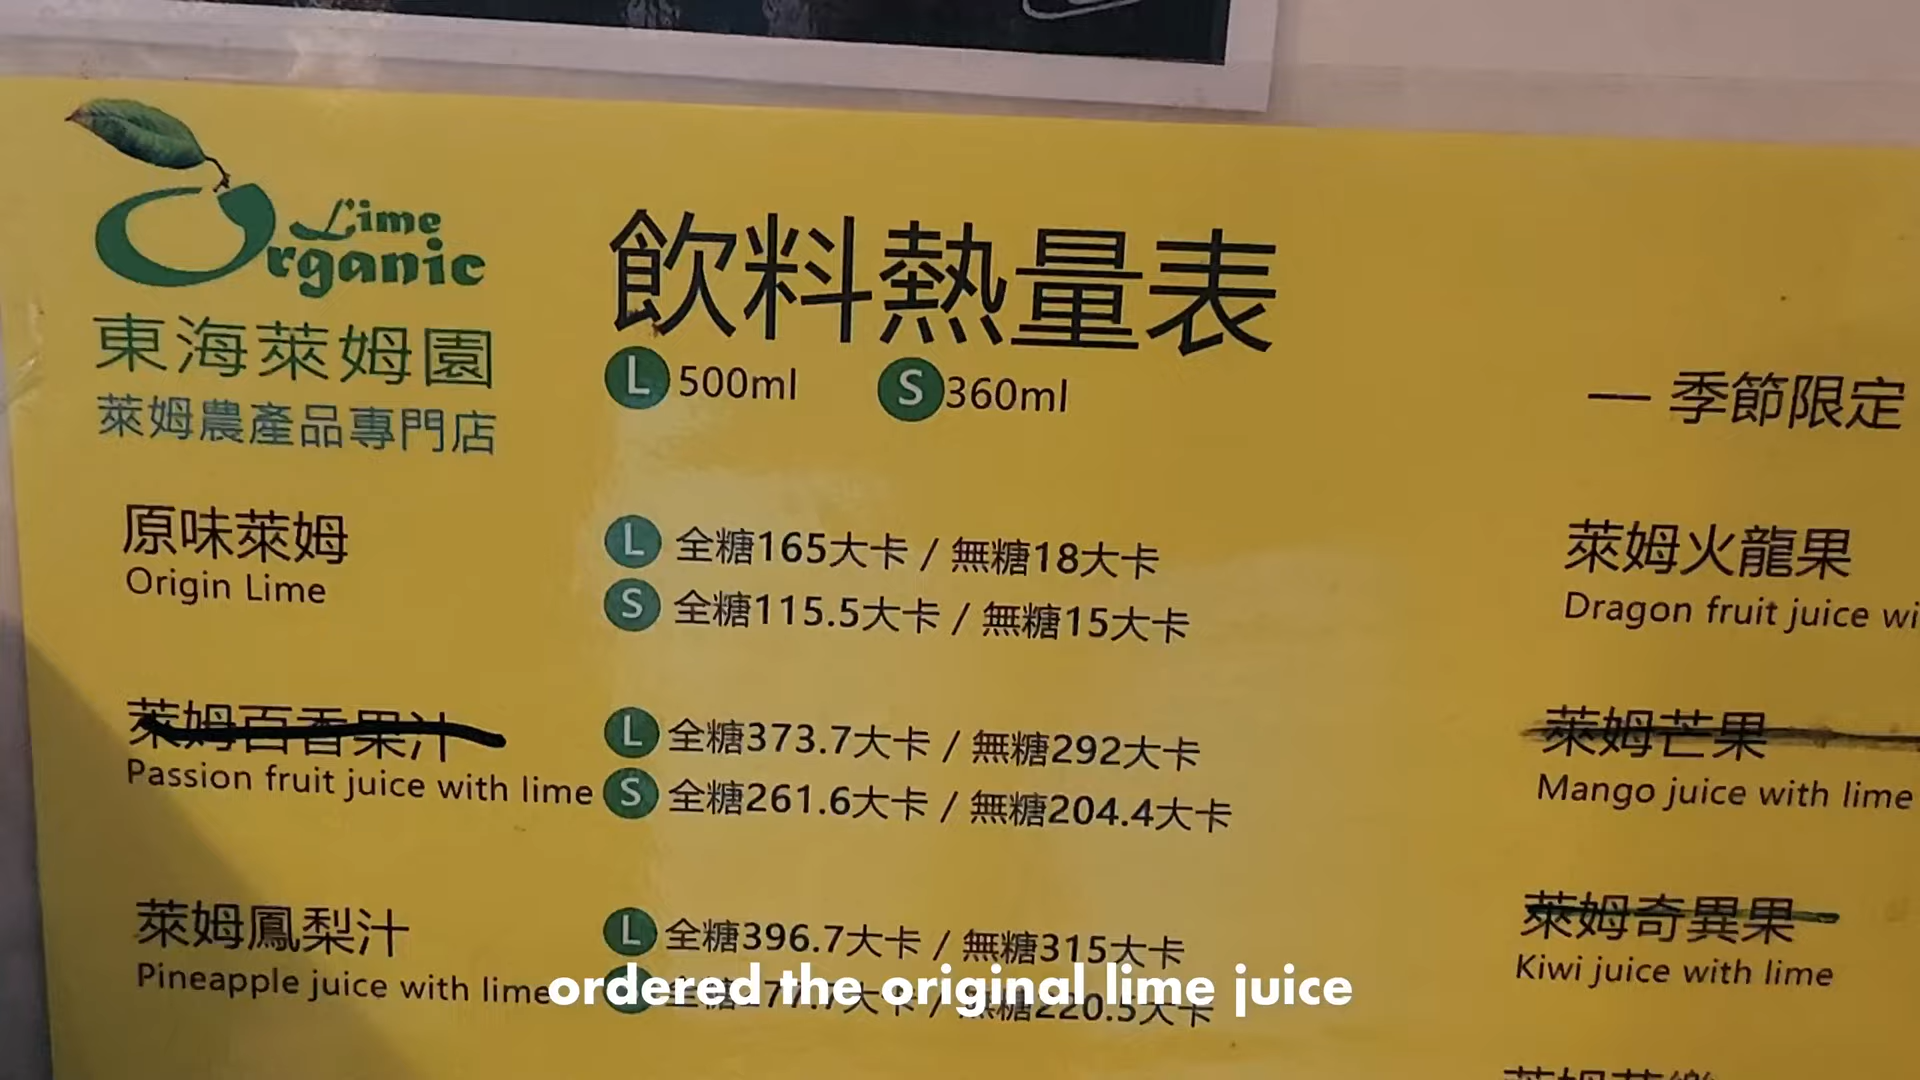 Lime
Organic
東海萊姆園
萊姆農產品專門店
飲料熱量表
L 500ml S 360ml
— 季節限定
原味萊姆
Origin Lime
L 全糖165大卡 / 無糖18大卡
S 全糖115.5大卡 / 無糖15大卡
萊姆百香果汁
Passion fruit juice with lime
L 全糖373.7大卡 / 無糖292大卡
S 全糖261.6大卡 / 無糖204.4大卡
萊姆鳳梨汁
Pineapple juice with lime
L 全糖396.7大卡 / 無糖315大卡
全糖277.7大卡 / 無糖220.5大卡
萊姆火龍果
Dragon fruit juice wi
萊姆芒果
Mango juice with lime
萊姆奇異果
Kiwi juice with lime
ordered the original lime juice